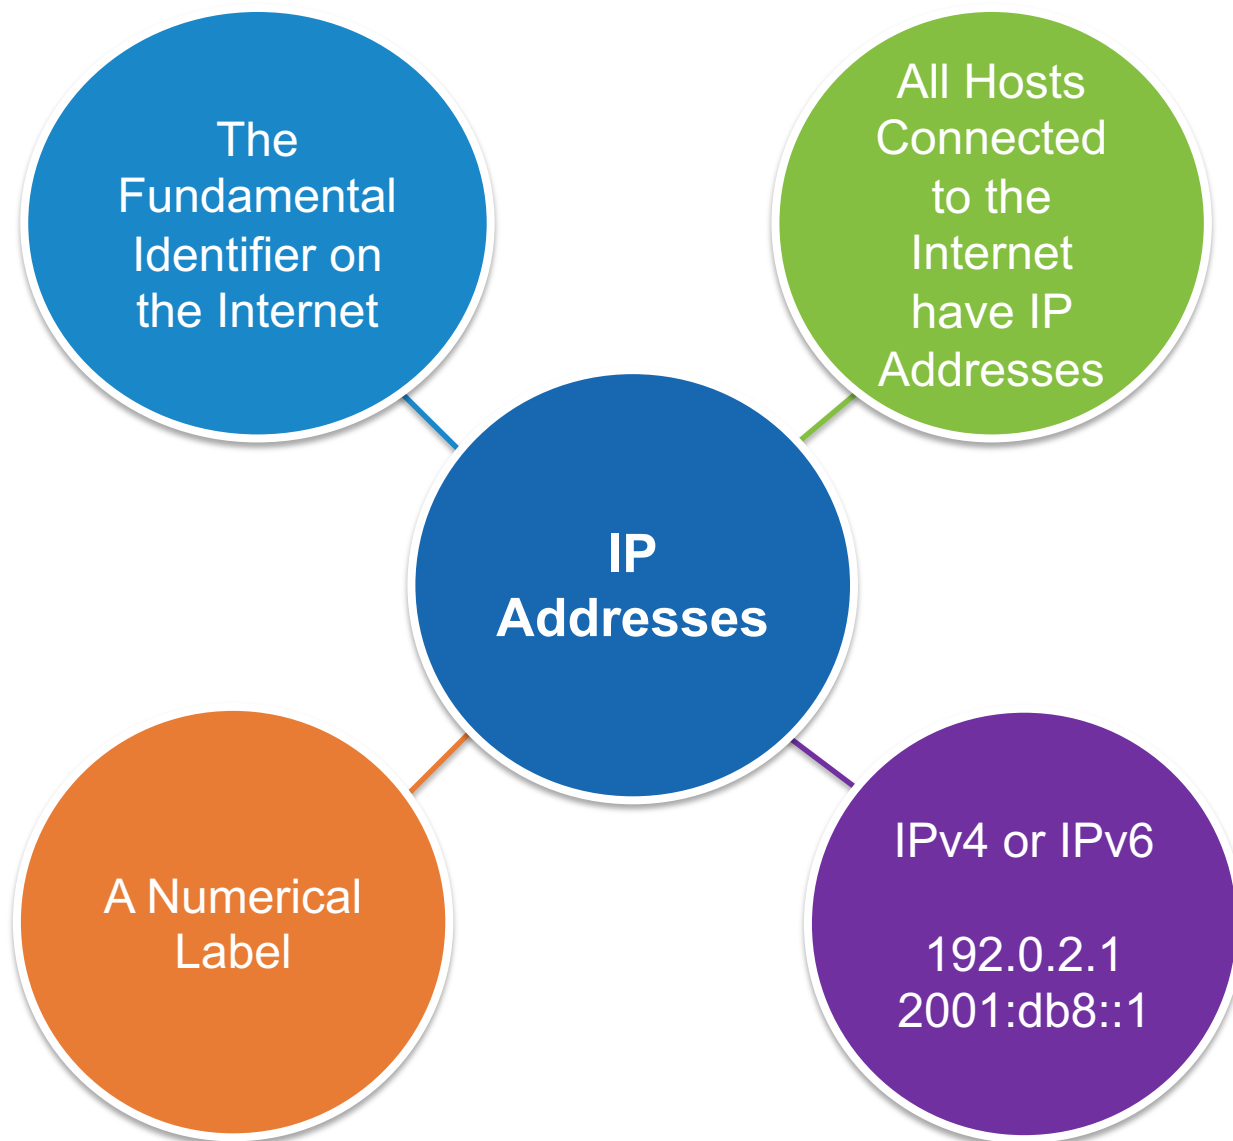 The
Fundamental
Identifier on
the Internet
All Hosts
Connected
to the
Internet
have IP
Addresses
IP
Addresses
A Numerical
Label
IPv4 or IPv6
192.0.2.1
2001:db8::1